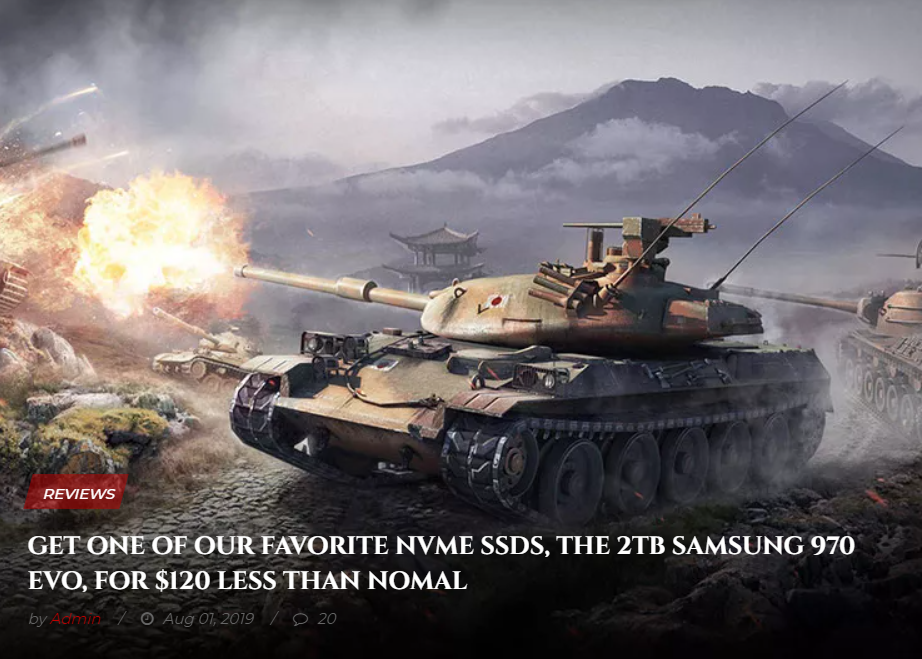 REVIEWS
GET ONE OF OUR FAVORITE NVME SSDS, THE 2TB SAMSUNG 970
EVO, FOR $120 LESS THAN NOMAL
by Admin / Aug 01, 2019 / 20